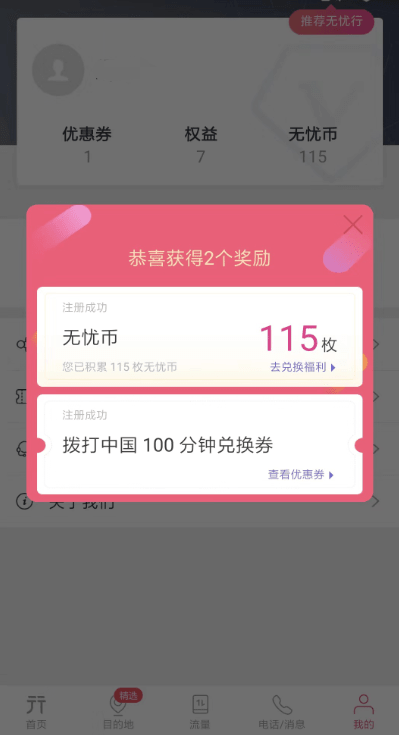 推荐无忧行
优惠券
权益
无忧币
1
7
115
恭喜获得2个奖励
注册成功
无忧币
115枚
您已积累 115 枚无忧币
去兑换福利
注册成功
拨打中国 100 分钟兑换券
查看优惠券
关于我们
精选
首页
目的地
流量
电话/消息
我的